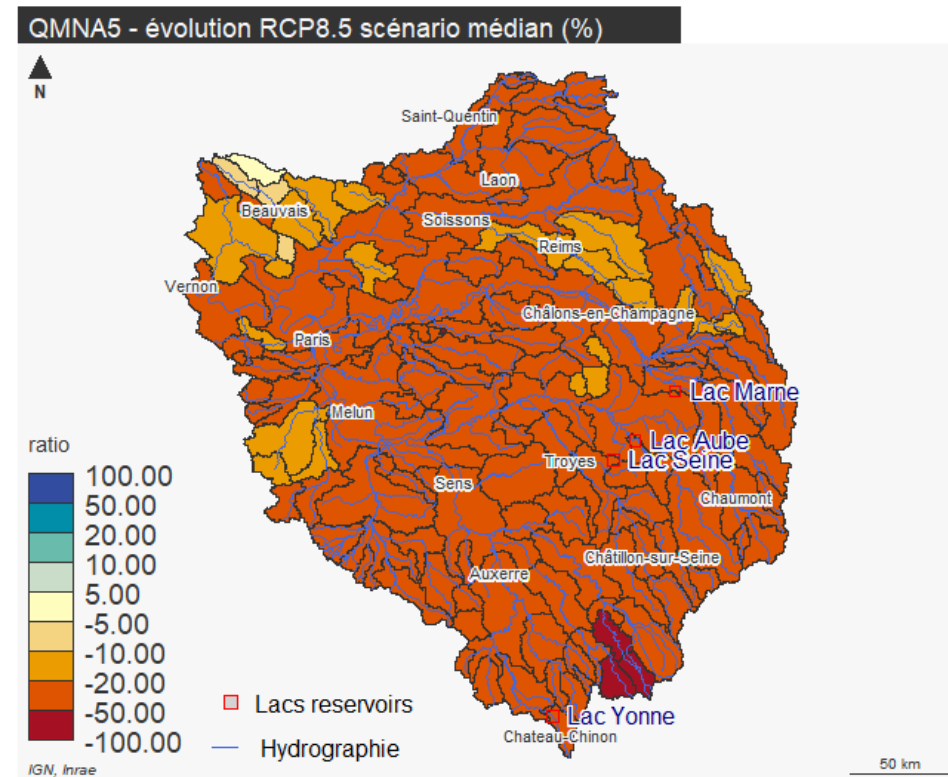 QMNA5 - évolution RCP8.5 scénario médian (%)
N
Saint-Quentin
Laon
Beauvais
Soissons
Reims
Vernon
Châlons-en-Champagne
Paris
Lac Marne
Melun
Lac Aube
Troyes
Lac Seine
Sens
Chaumont
Châtillon-sur-Seine
Auxerre
Lac Yonne
Chateau-Chinon
ratio
100.00
50.00
20.00
10.00
5.00
-5.00
-10.00
-20.00
-50.00
-100.00
Lacs reservoirs
Hydrographie
IGN, Inrae
50 km